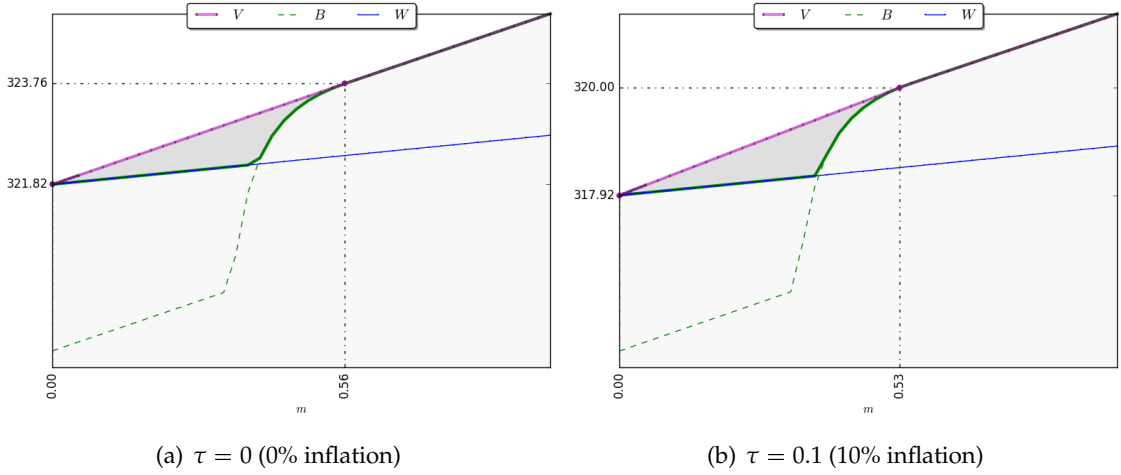 V B W
323.76
321.82
0.00
0.56
m
(a) τ = 0 (0% inflation)
V B W
320.00
317.92
0.00
0.53
m
(b) τ = 0.1 (10% inflation)